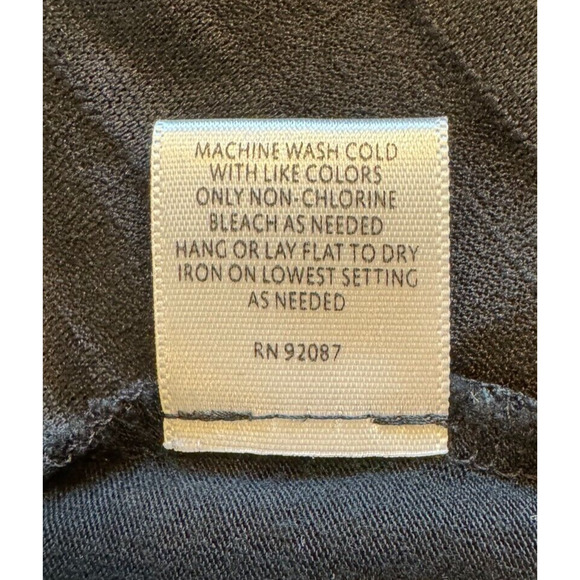 MACHINE WASH COLD
WITH LIKE COLORS
ONLY NON-CHLORINE
BLEACH AS NEEDED
HANG OR LAY FLAT TO DRY
IRON ON LOWEST SETTING
AS NEEDED
RN 92087